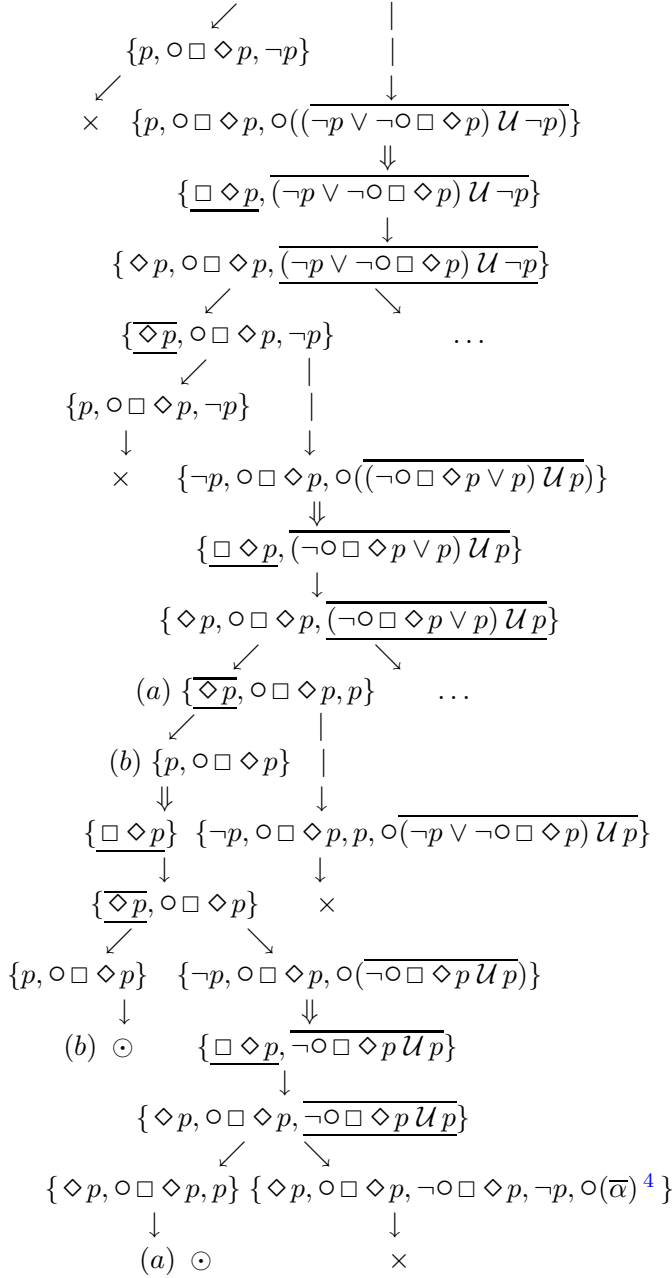 {p, ○□◇p, ¬p}
× {p, ○□◇p, ○((¬p ∨ ¬○□◇p) 𝒰 ¬p)}
{□◇p, (¬p ∨ ¬○□◇p) 𝒰 ¬p}
{◇p, ○□◇p, (¬p ∨ ¬○□◇p) 𝒰 ¬p}
{◇p, ○□◇p, ¬p} ...
{p, ○□◇p, ¬p}
× {¬p, ○□◇p, ○((¬○□◇p ∨ p) 𝒰 p)}
{□◇p, (¬○□◇p ∨ p) 𝒰 p}
{◇p, ○□◇p, (¬○□◇p ∨ p) 𝒰 p}
(a) {◇p, ○□◇p, p} ...
(b) {p, ○□◇p}
{□◇p} {¬p, ○□◇p, p, ○(¬p ∨ ¬○□◇p) 𝒰 p}
{◇p, ○□◇p} ×
{p, ○□◇p} {¬p, ○□◇p, ○(¬○□◇p 𝒰 p)}
(b) ⊙ {□◇p, ¬○□◇p 𝒰 p}
{◇p, ○□◇p, ¬○□◇p 𝒰 p}
{◇p, ○□◇p, p} {◇p, ○□◇p, ¬○□◇p, ¬p, ○(α̅) ⁴ }
(a) ⊙ ×